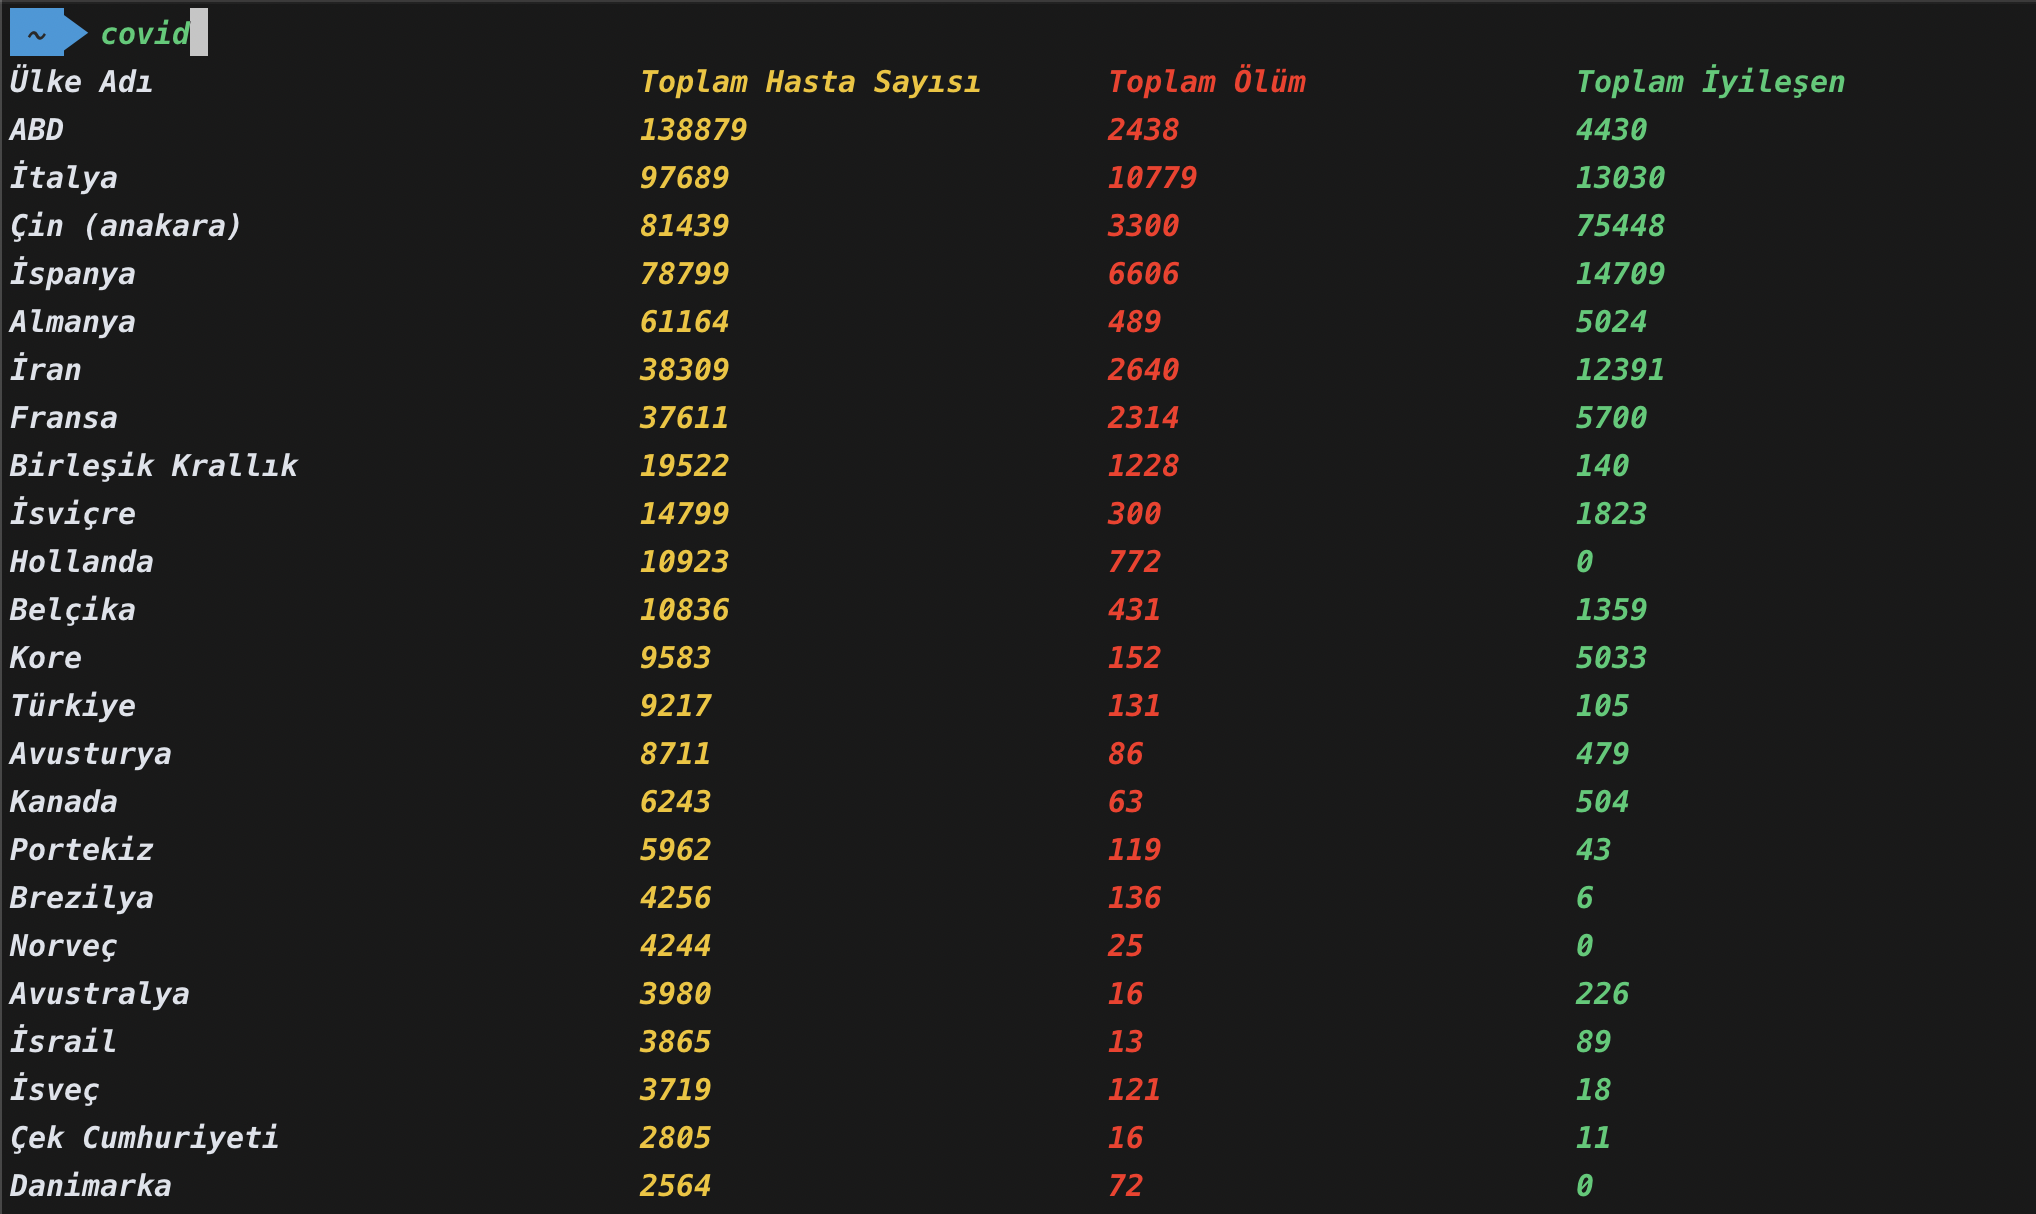 ~ covid
Ülke Adı Toplam Hasta Sayısı Toplam Ölüm Toplam İyileşen
ABD 138879 2438 4430
İtalya 97689 10779 13030
Çin (anakara) 81439 3300 75448
İspanya 78799 6606 14709
Almanya 61164 489 5024
İran 38309 2640 12391
Fransa 37611 2314 5700
Birleşik Krallık 19522 1228 140
İsviçre 14799 300 1823
Hollanda 10923 772 0
Belçika 10836 431 1359
Kore 9583 152 5033
Türkiye 9217 131 105
Avusturya 8711 86 479
Kanada 6243 63 504
Portekiz 5962 119 43
Brezilya 4256 136 6
Norveç 4244 25 0
Avustralya 3980 16 226
İsrail 3865 13 89
İsveç 3719 121 18
Çek Cumhuriyeti 2805 16 11
Danimarka 2564 72 0